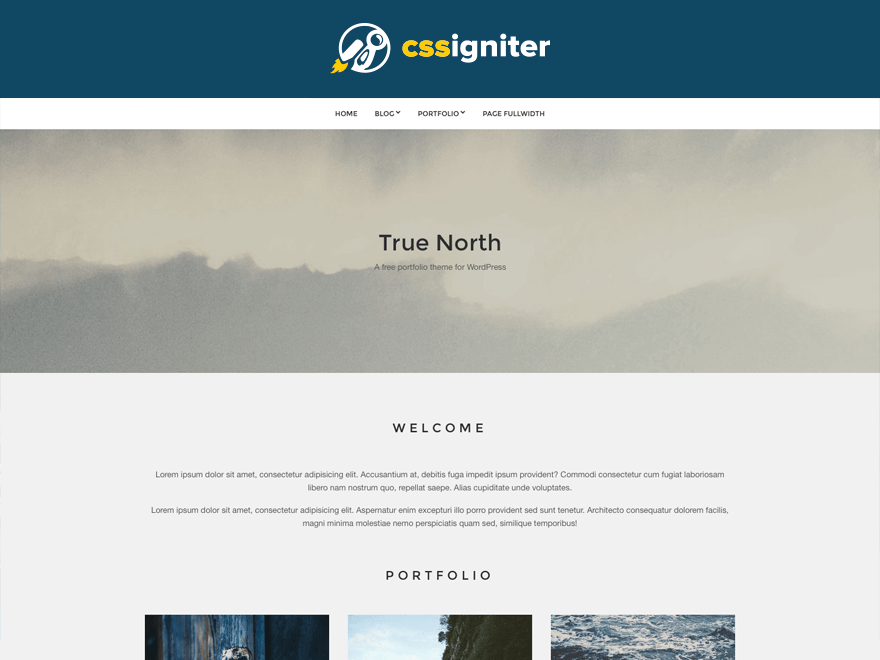 cssigniter
HOME BLOG PORTFOLIO PAGE FULLWIDTH
True North
A free portfolio theme for WordPress
WELCOME
Lorem ipsum dolor sit amet, consectetur adipisicing elit. Accusantium at, debitis fuga impedit ipsum provident? Commodi consectetur cum fugiat laboriosam
libero nam nostrum quo, repellat saepe. Alias cupiditate unde voluptates.
Lorem ipsum dolor sit amet, consectetur adipisicing elit. Aspernatur enim excepturi illo porro provident sed sunt tenetur. Architecto consequatur dolorem facilis,
magni minima molestiae nemo perspiciatis quam sed, similique temporibus!
PORTFOLIO